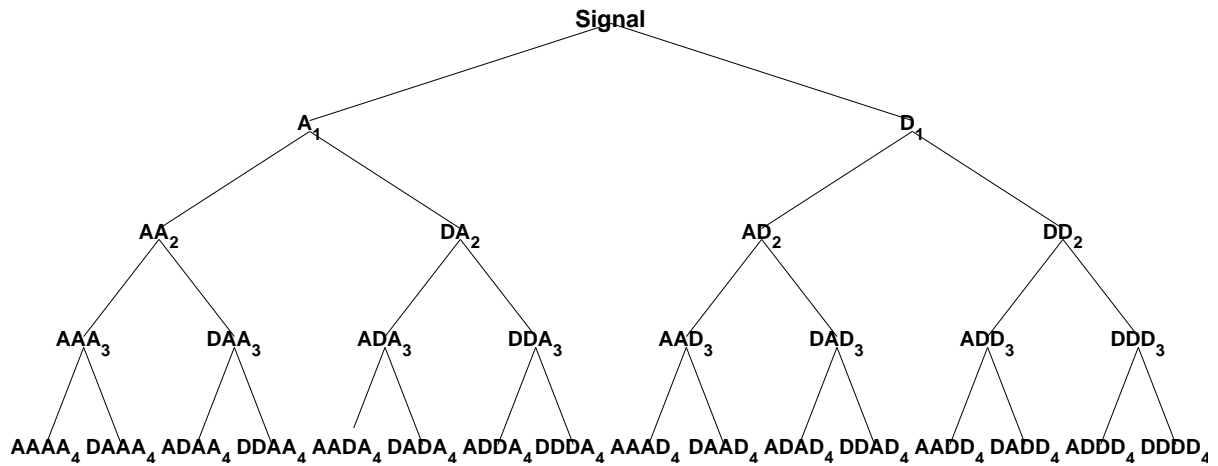 Signal
A₁ D₁
AA₂ DA₂ AD₂ DD₂
AAA₃ DAA₃ ADA₃ DDA₃ AAD₃ DAD₃ ADD₃ DDD₃
AAAA₄ DAAA₄ ADAA₄ DDAA₄ AADA₄ DADA₄ ADDA₄ DDDA₄ AAAD₄ DAAD₄ ADAD₄ DDAD₄ AADD₄ DADD₄ ADDD₄ DDDD₄